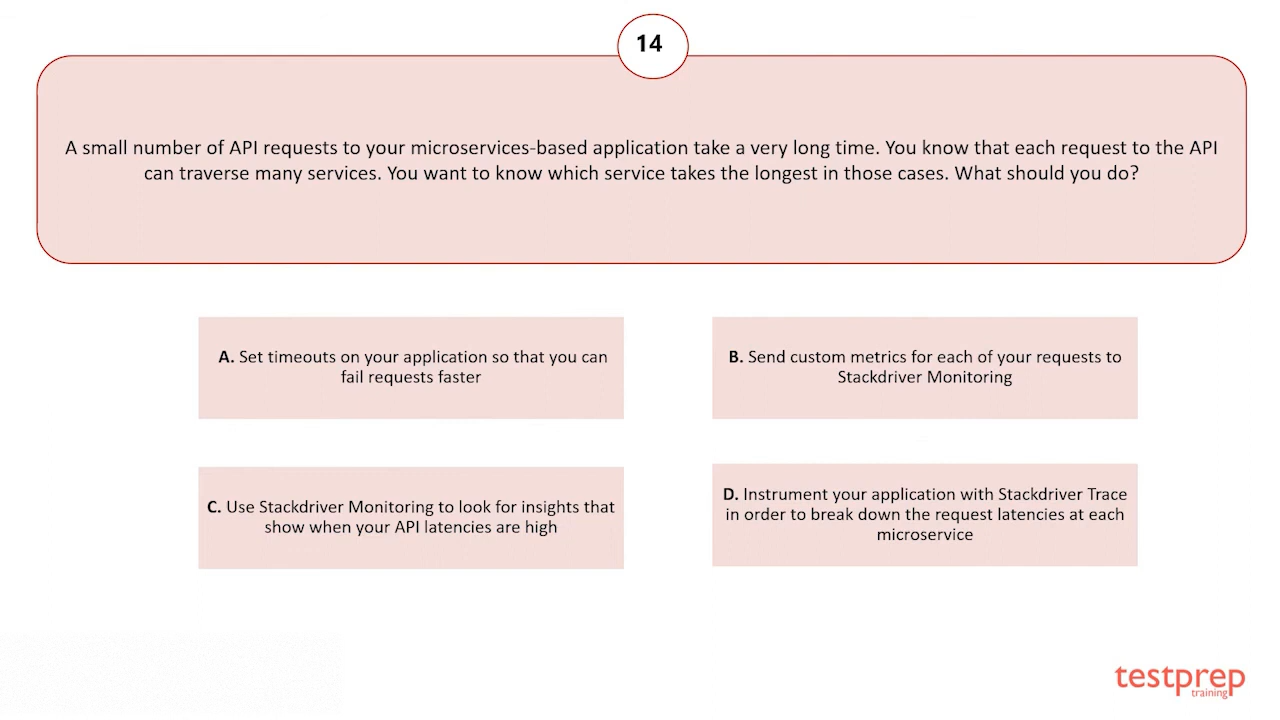 14
A small number of API requests to your microservices-based application take a very long time. You know that each request to the API
can traverse many services. You want to know which service takes the longest in those cases. What should you do?
A. Set timeouts on your application so that you can
fail requests faster
B. Send custom metrics for each of your requests to
Stackdriver Monitoring
C. Use Stackdriver Monitoring to look for insights that
show when your API latencies are high
D. Instrument your application with Stackdriver Trace
in order to break down the request latencies at each
microservice
testprep
training